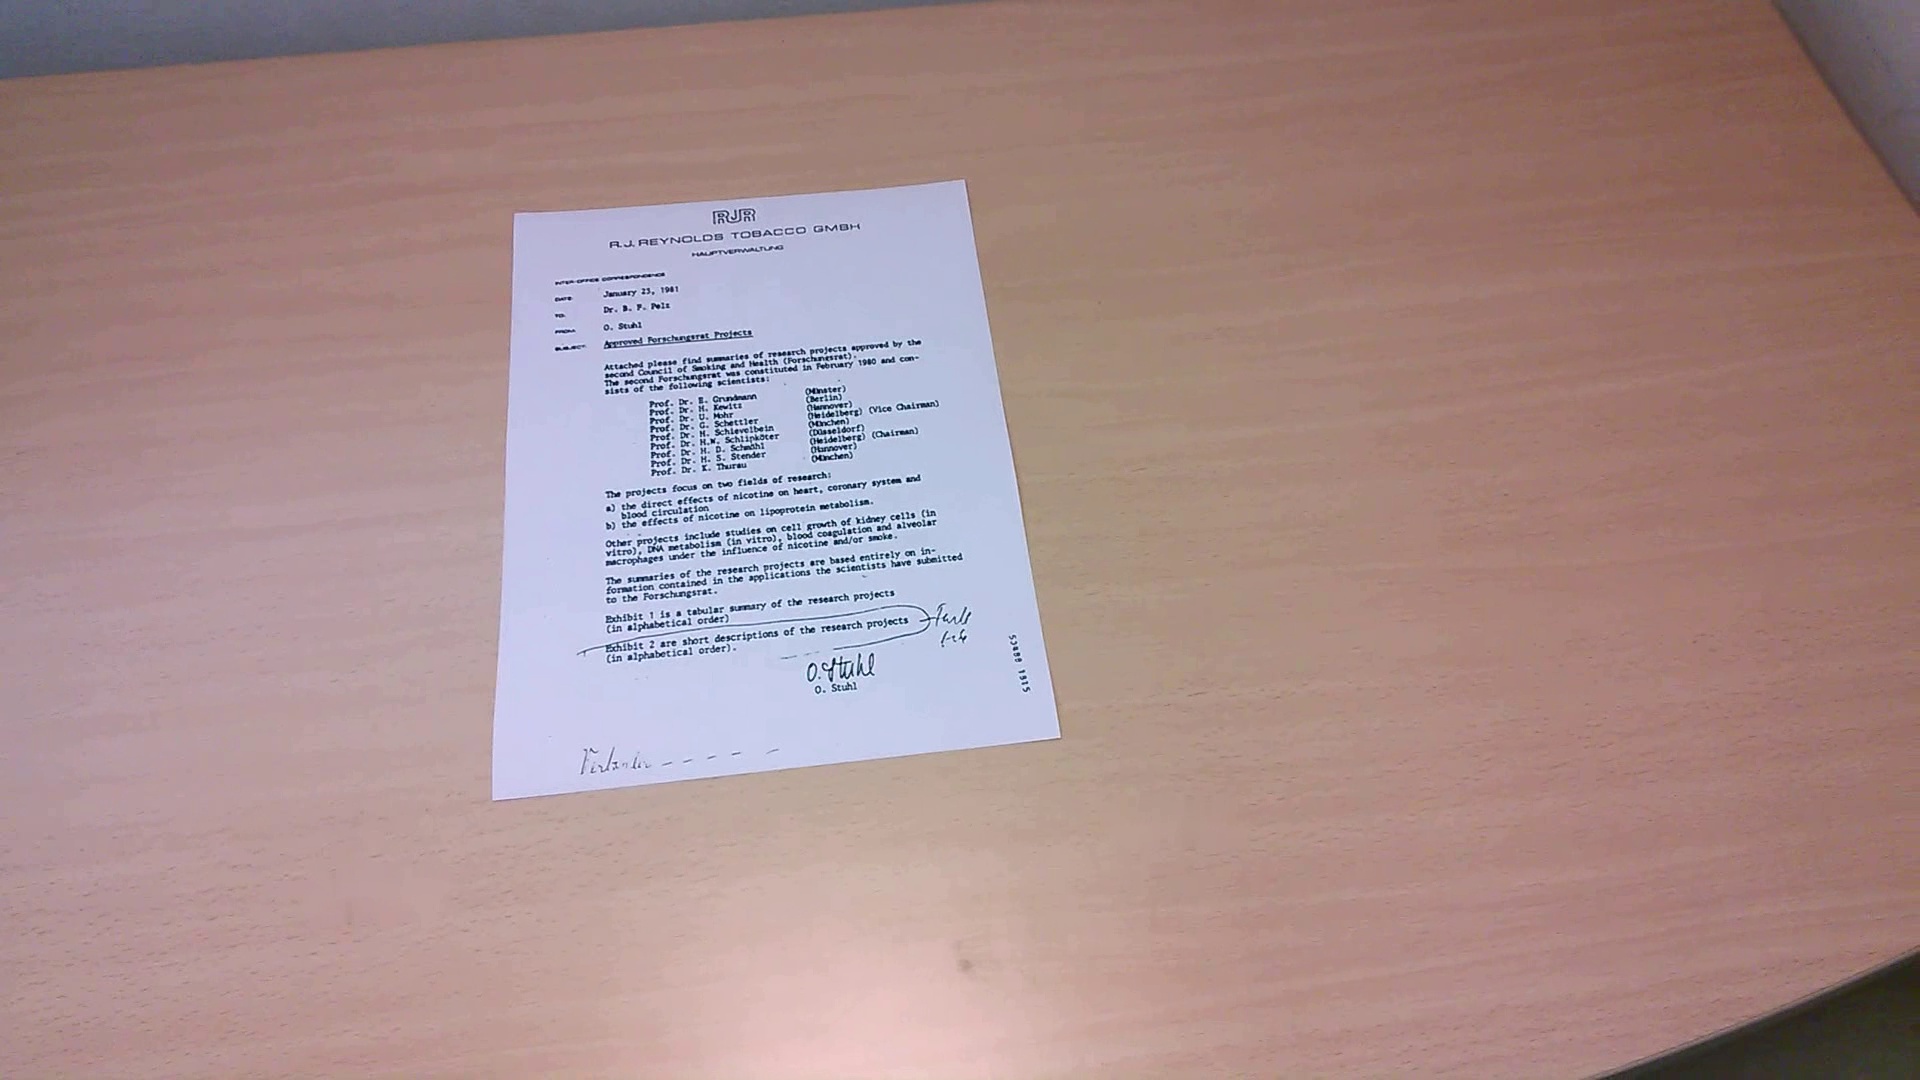 RJR
R.J. REYNOLDS TOBACCO GMBH
HAUPTVERWALTUNG
INTER-OFFICE CORRESPONDENCE
DATE: January 23, 1981
TO: Dr. B. F. Pelz
FROM: O. Stuhl
SUBJECT: Approved Forschungsrat Projects
Attached please find summaries of research projects approved by the
second Council of Smoking and Health (Forschungsrat).
The second Forschungsrat was constituted in February 1980 and con-
sists of the following scientists:
Prof. Dr. E. Grundmann (Münster)
Prof. Dr. H. Kewitz (Berlin)
Prof. Dr. U. Mohr (Hannover)
Prof. Dr. G. Schettler (Heidelberg) (Vice Chairman)
Prof. Dr. H. Schievelbein (München)
Prof. Dr. H.W. Schlipköter (Düsseldorf)
Prof. Dr. H. D. Schmähl (Heidelberg) (Chairman)
Prof. Dr. H. S. Stender (Hannover)
Prof. Dr. K. Thurau (München)
The projects focus on two fields of research:
a) the direct effects of nicotine on heart, coronary system and
blood circulation
b) the effects of nicotine on lipoprotein metabolism.
Other projects include studies on cell growth of kidney cells (in
vitro), DNA metabolism (in vitro), blood coagulation and alveolar
macrophages under the influence of nicotine and/or smoke.
The summaries of the research projects are based entirely on in-
formation contained in the applications the scientists have submitted
to the Forschungsrat.
Exhibit 1 is a tabular summary of the research projects
(in alphabetical order)
Exhibit 2 are short descriptions of the research projects
(in alphabetical order).
O. Stuhl
O. Stuhl